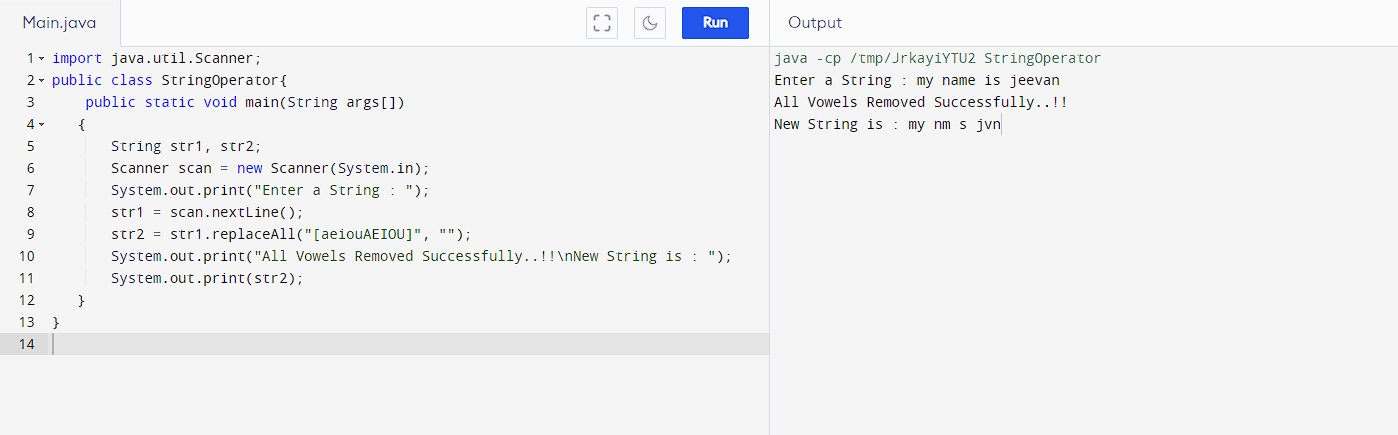 Main.java
Run
Output
1 import java.util.Scanner;
2 public class StringOperator{
3 public static void main(String args[])
4 {
5 String str1, str2;
6 Scanner scan = new Scanner(System.in);
7 System.out.print("Enter a String : ");
8 str1 = scan.nextLine();
9 str2 = str1.replaceAll("[aeiouAEIOU]", "");
10 System.out.print("All Vowels Removed Successfully..!!\nNew String is : ");
11 System.out.print(str2);
12 }
13 }
14
java -cp /tmp/JrkayiYTU2 StringOperator
Enter a String : my name is jeevan
All Vowels Removed Successfully..!!
New String is : my nm s jvn